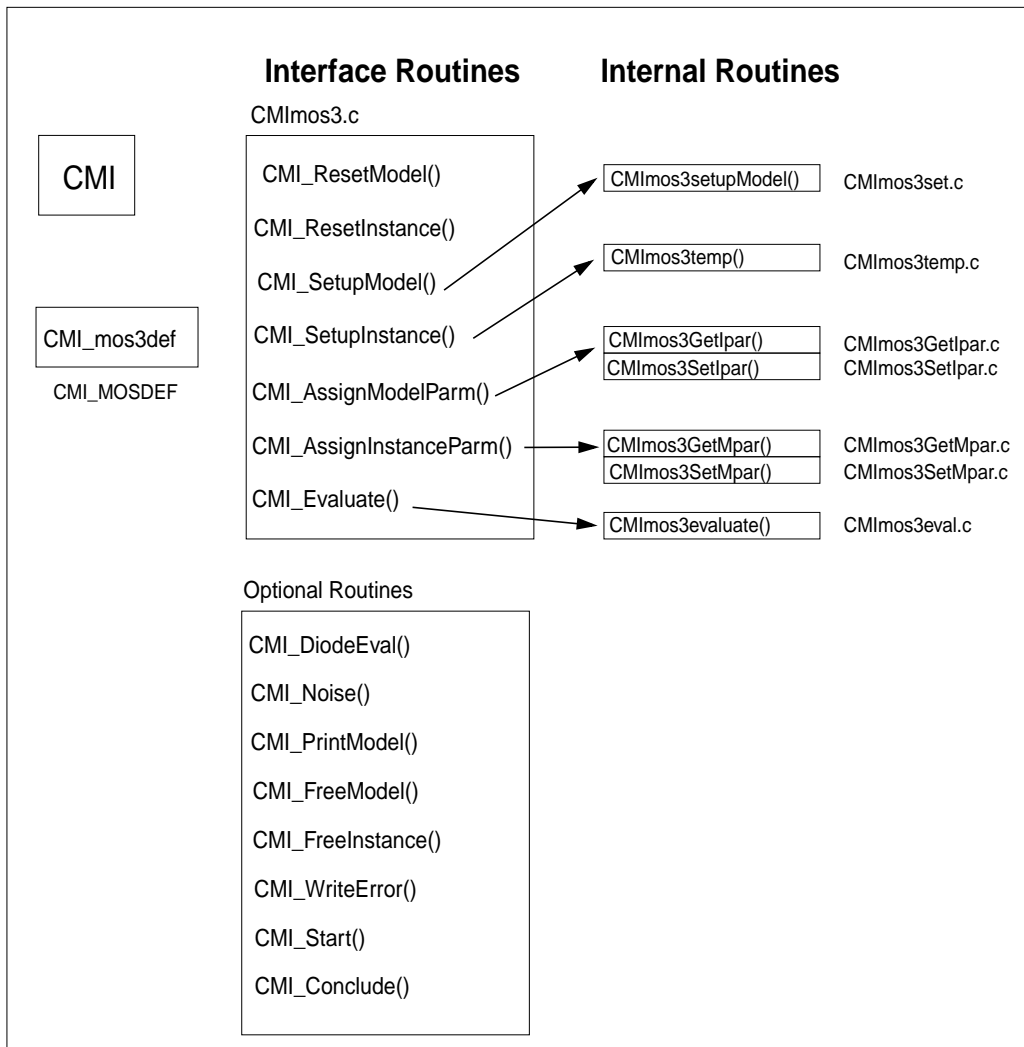 Interface Routines
Internal Routines
CMImos3.c
CMI
CMI_mos3def
CMI_MOSDEF
CMI_ResetModel()
CMI_ResetInstance()
CMI_SetupModel()
CMI_SetupInstance()
CMI_AssignModelParm()
CMI_AssignInstanceParm()
CMI_Evaluate()
CMImos3setupModel()
CMImos3set.c
CMImos3temp()
CMImos3temp.c
CMImos3GetIpar()
CMImos3GetIpar.c
CMImos3SetIpar()
CMImos3SetIpar.c
CMImos3GetMpar()
CMImos3GetMpar.c
CMImos3SetMpar()
CMImos3SetMpar.c
CMImos3evaluate()
CMImos3eval.c
Optional Routines
CMI_DiodeEval()
CMI_Noise()
CMI_PrintModel()
CMI_FreeModel()
CMI_FreeInstance()
CMI_WriteError()
CMI_Start()
CMI_Conclude()